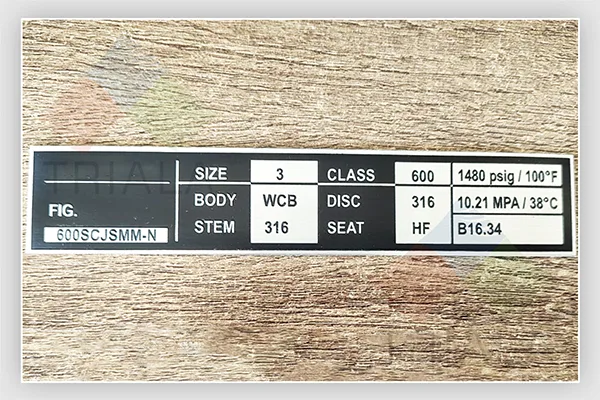 SIZE 3 CLASS 600 1480 psig / 100°F
BODY WCB DISC 316 10.21 MPA / 38°C
FIG.
STEM 316 SEAT HF B16.34
600SCJSMM-N